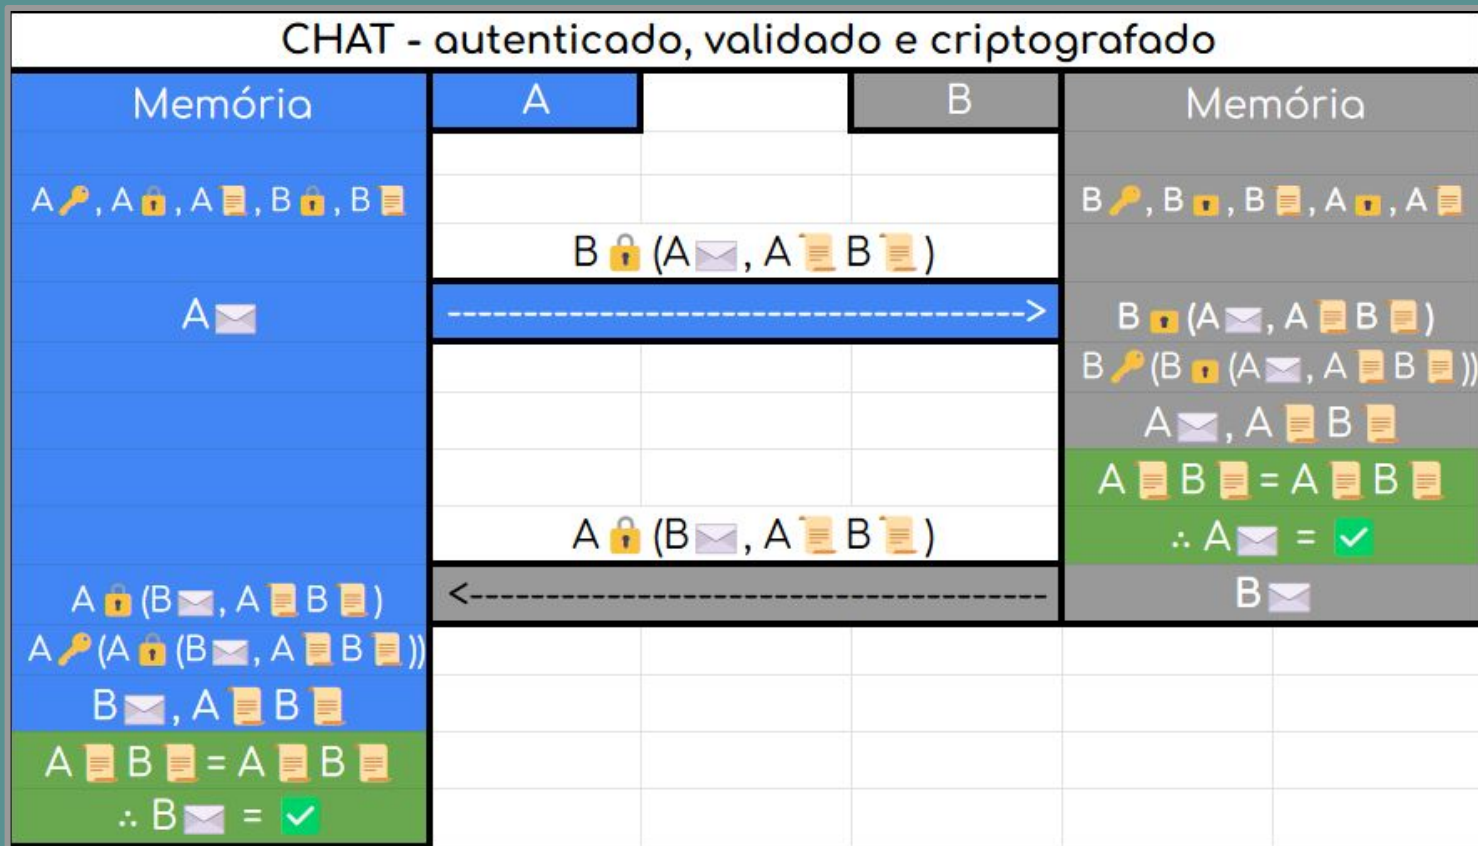 CHAT - autenticado, validado e criptografado
Memória A B Memória
A🔑, A🔒, A📜, B🔒, B📜 B🔑, B🔒, B📜, A🔒, A📜
B🔒(A✉️, A📜B📜)
A✉️ ------------------------------------> B🔒(A✉️, A📜B📜)
B🔑(B🔒(A✉️, A📜B📜))
A✉️, A📜B📜
A📜B📜=A📜B📜
A🔒(B✉️, A📜B📜) ∴ A✉️ = ✅
A🔒(B✉️, A📜B📜) <------------------------------------ B✉️
A🔑(A🔒(B✉️, A📜B📜))
B✉️, A📜B📜
A📜B📜=A📜B📜
∴ B✉️ = ✅